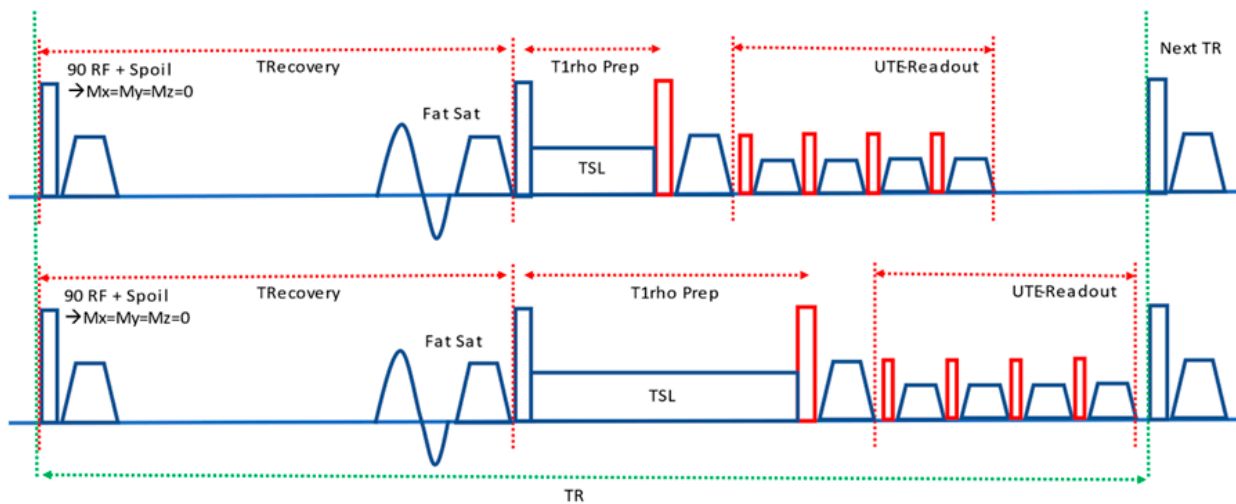 Next TR
90 RF + Spoil
TRecovery
T1rho Prep
UTE-Readout
→Mx=My=Mz=0
Fat Sat
TSL
90 RF + Spoil
TRecovery
T1rho Prep
UTE-Readout
→Mx=My=Mz=0
Fat Sat
TSL
TR